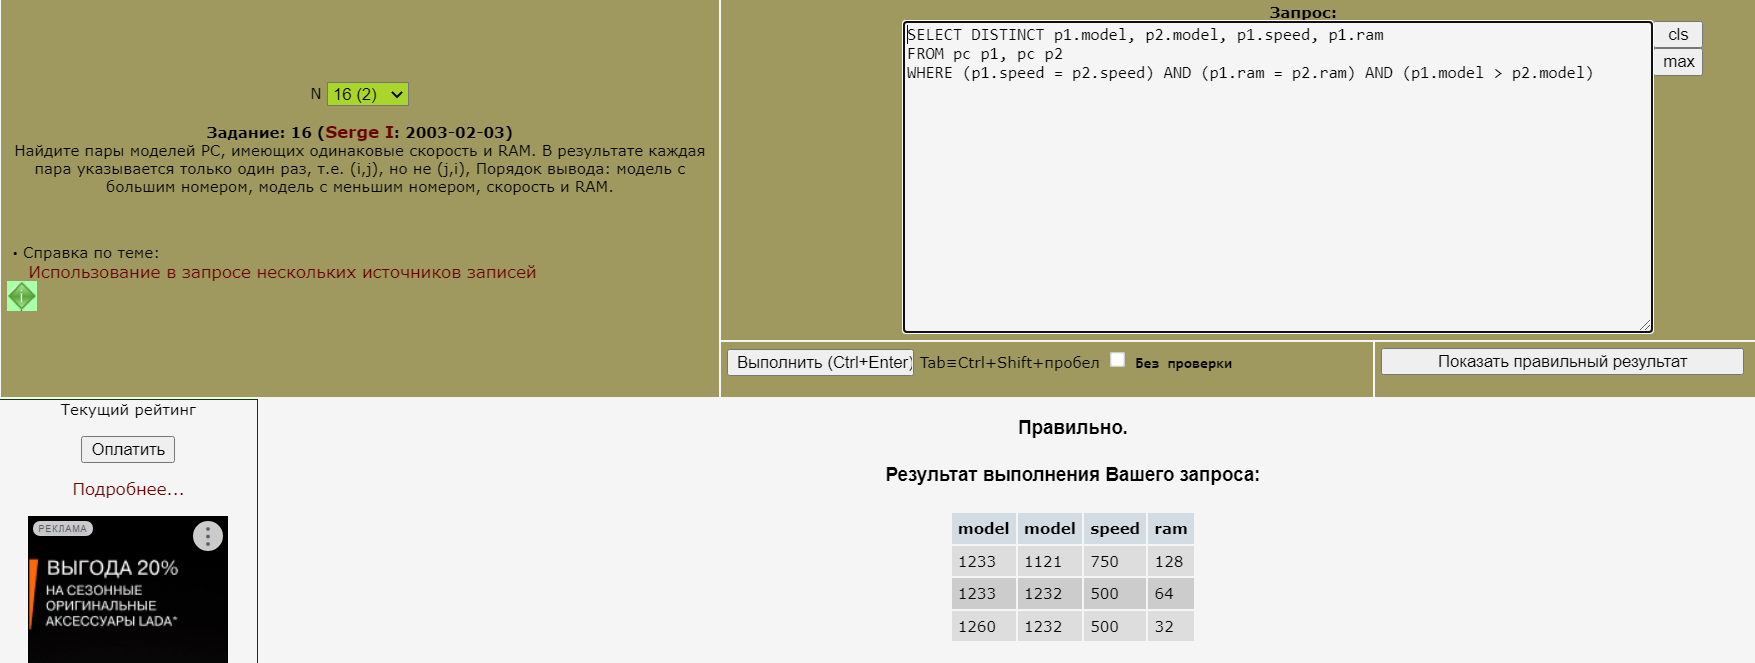 N 16 (2)
Задание: 16 (Serge I: 2003-02-03)
Найдите пары моделей PC, имеющих одинаковые скорость и RAM. В результате каждая
пара указывается только один раз, т.е. (i,j), но не (j,i), Порядок вывода: модель с
большим номером, модель с меньшим номером, скорость и RAM.
· Справка по теме:
Использование в запросе нескольких источников записей
i
Запрос:
SELECT DISTINCT p1.model, p2.model, p1.speed, p1.ram
FROM pc p1, pc p2
WHERE (p1.speed = p2.speed) AND (p1.ram = p2.ram) AND (p1.model > p2.model)
cls
max
Выполнить (Ctrl+Enter) Tab≡Ctrl+Shift+пробел Без проверки
Показать правильный результат
Текущий рейтинг
Оплатить
Подробнее...
РЕКЛАМА
ВЫГОДА 20%
НА СЕЗОННЫЕ
ОРИГИНАЛЬНЫЕ
АКСЕССУАРЫ LADA*
Правильно.
Результат выполнения Вашего запроса:
model model speed ram
1233 1121 750 128
1233 1232 500 64
1260 1232 500 32